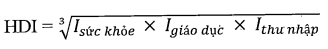 HDI = ∛(I_sức khỏe × I_giáo dục × I_thu nhập)